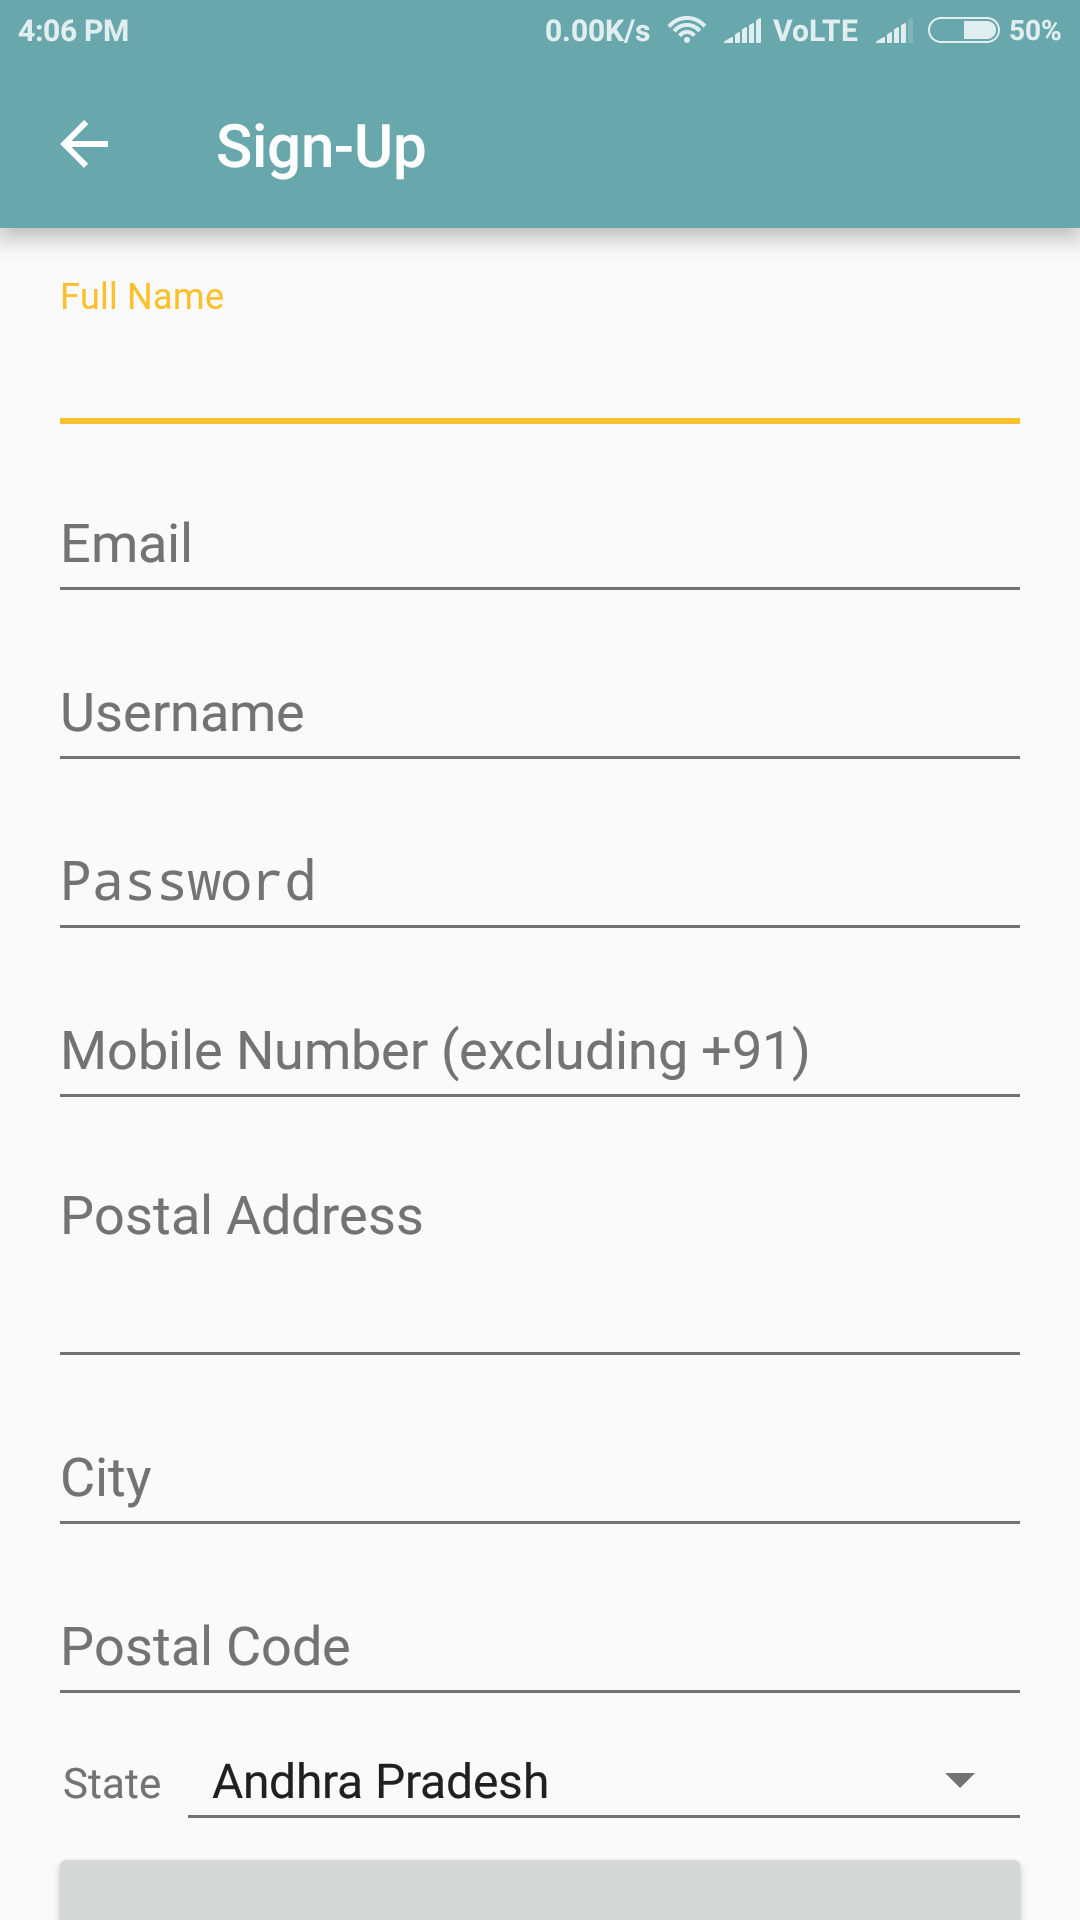 4:06 PM 0.00K/s VoLTE 50%
Sign-Up
Full Name
Email
Username
Password
Mobile Number (excluding +91)
Postal Address
City
Postal Code
State Andhra Pradesh